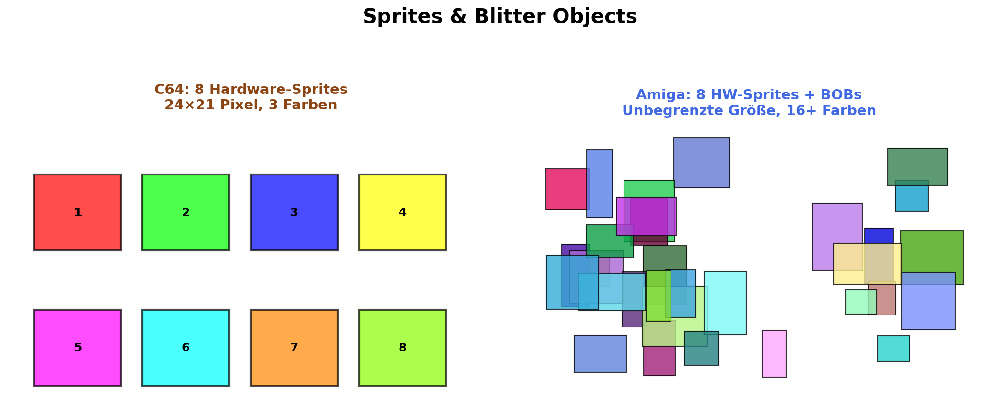 Sprites & Blitter Objects
C64: 8 Hardware-Sprites
24×21 Pixel, 3 Farben
Amiga: 8 HW-Sprites + BOBs
Unbegrenzte Größe, 16+ Farben
1
2
3
4
5
6
7
8